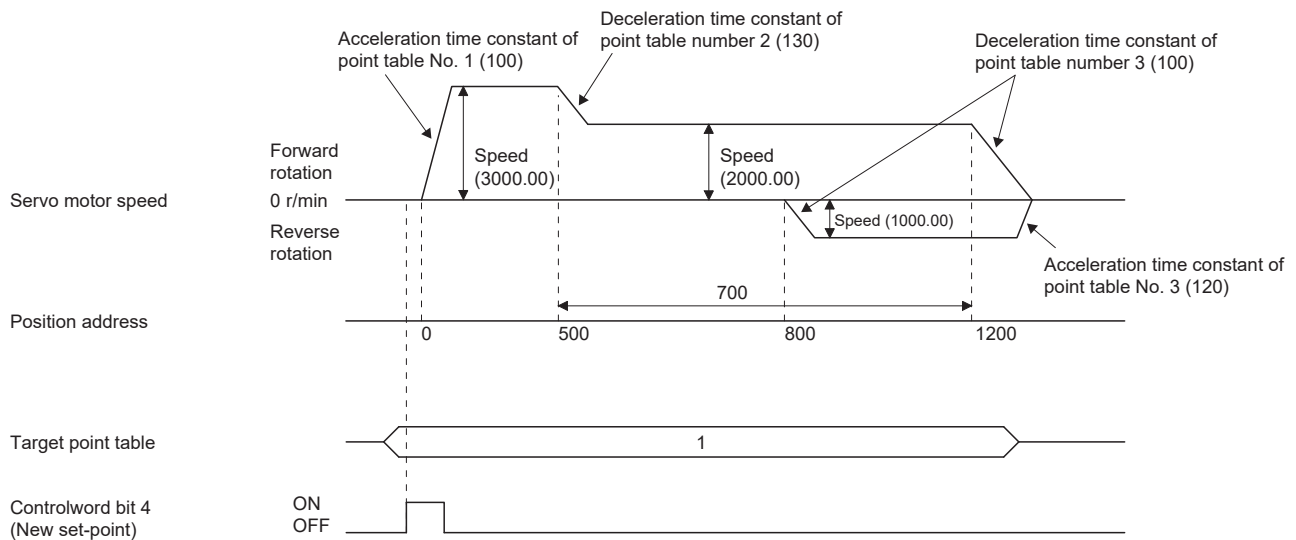 Deceleration time constant of
point table number 2 (130)
Acceleration time constant of
point table No. 1 (100)
Deceleration time constant of
point table number 3 (100)
Forward
rotation
Speed
(3000.00)
Speed
(2000.00)
Servo motor speed
0 r/min
Reverse
rotation
Speed (1000.00)
Acceleration time constant of
point table No. 3 (120)
700
Position address
0
500
800
1200
Target point table
1
Controlword bit 4
(New set-point)
ON
OFF